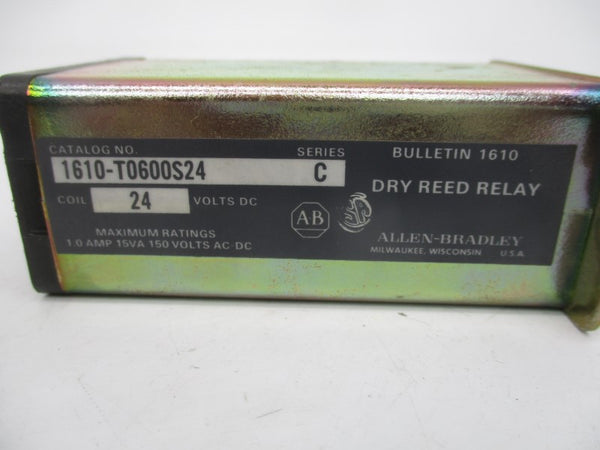 CATALOG NO. SERIES
1610-T0600S24 C
COIL 24 VOLTS DC
MAXIMUM RATINGS
1.0 AMP 15VA 150 VOLTS AC-DC
BULLETIN 1610
DRY REED RELAY
AB
ALLEN-BRADLEY
MILWAUKEE, WISCONSIN U.S.A.